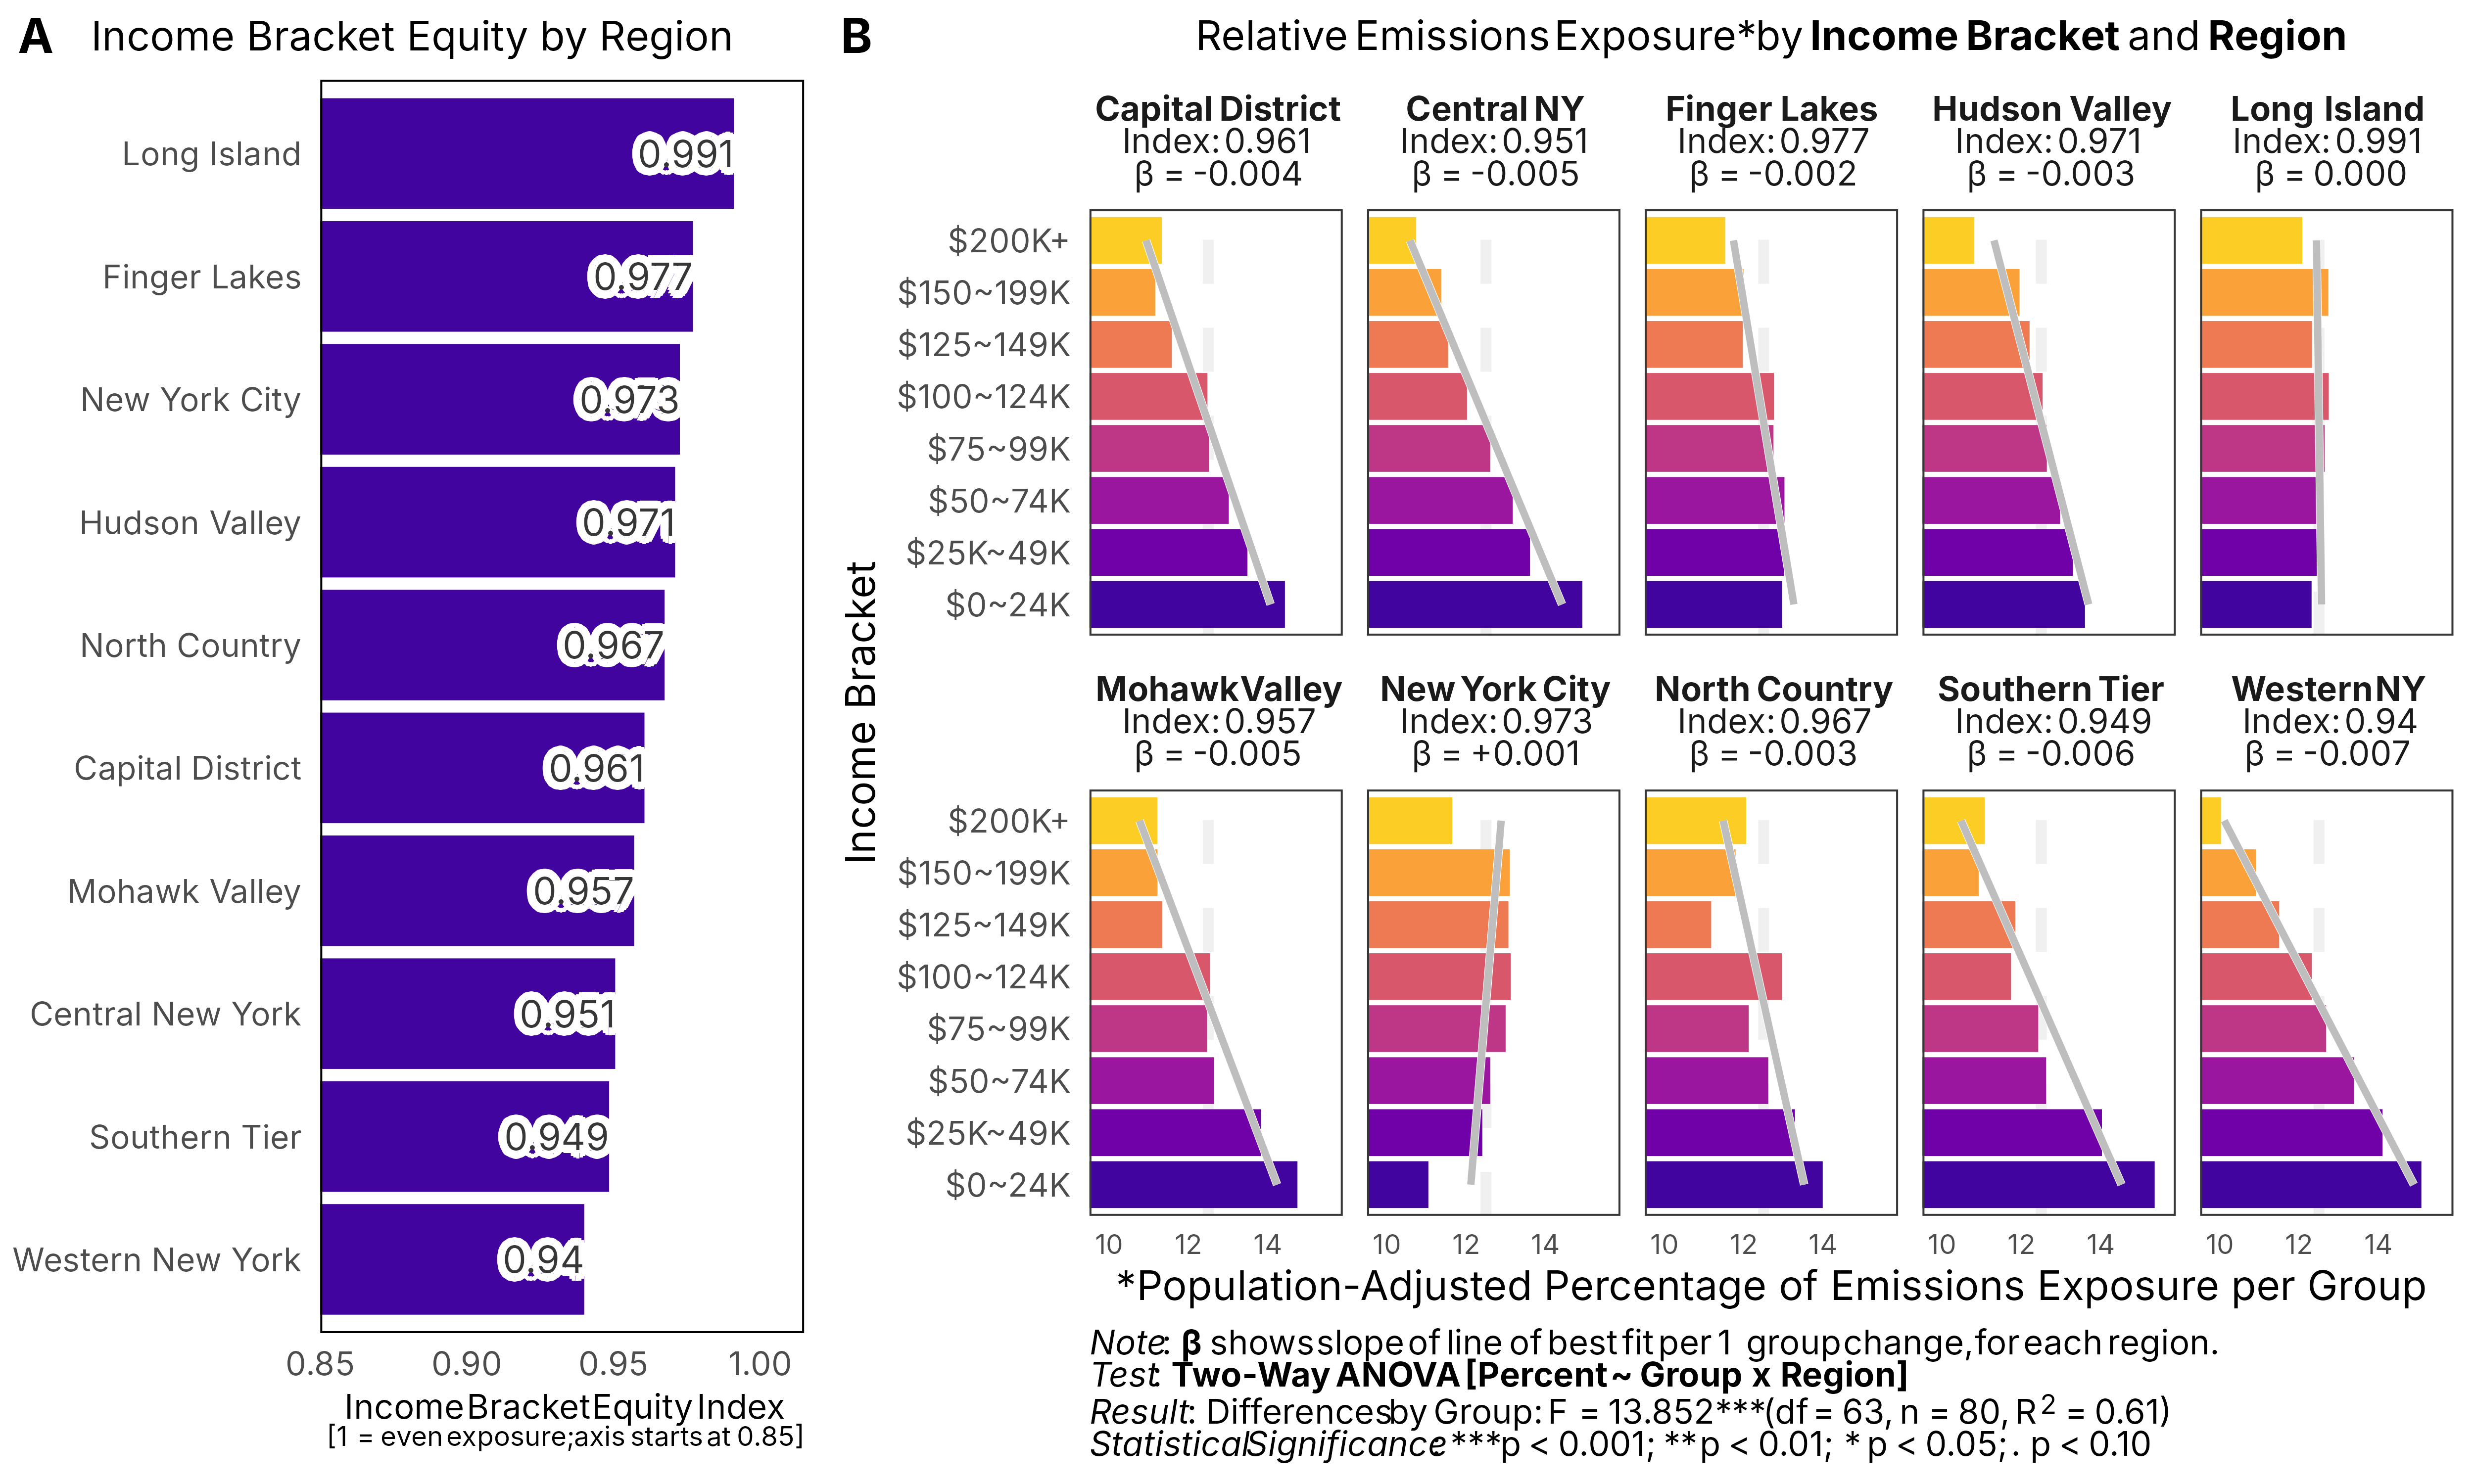 A Income Bracket Equity by Region
Long Island 0.991
Finger Lakes 0.977
New York City 0.973
Hudson Valley 0.971
North Country 0.967
Capital District 0.961
Mohawk Valley 0.957
Central New York 0.951
Southern Tier 0.949
Western New York 0.94
0.85 0.90 0.95 1.00
Income Bracket Equity Index
[1 = even exposure; axis starts at 0.85]
B Relative Emissions Exposure* by Income Bracket and Region
Capital District Central NY Finger Lakes Hudson Valley Long Island
Index: 0.961 Index: 0.951 Index: 0.977 Index: 0.971 Index: 0.991
β = -0.004 β = -0.005 β = -0.002 β = -0.003 β = 0.000
Income Bracket
$200K+
$150~199K
$125~149K
$100~124K
$75~99K
$50~74K
$25K~49K
$0~24K
Mohawk Valley New York City North Country Southern Tier Western NY
Index: 0.957 Index: 0.973 Index: 0.967 Index: 0.949 Index: 0.94
β = -0.005 β = +0.001 β = -0.003 β = -0.006 β = -0.007
$200K+
$150~199K
$125~149K
$100~124K
$75~99K
$50~74K
$25K~49K
$0~24K
10 12 14 10 12 14 10 12 14 10 12 14 10 12 14
*Population-Adjusted Percentage of Emissions Exposure per Group
Note: β shows slope of line of best fit per 1 group change, for each region.
Test: Two-Way ANOVA [Percent ~ Group x Region]
Result: Differences by Group: F = 13.852*** (df = 63, n = 80, R² = 0.61)
Statistical Significance: ***p < 0.001; **p < 0.01; *p < 0.05; . p < 0.10